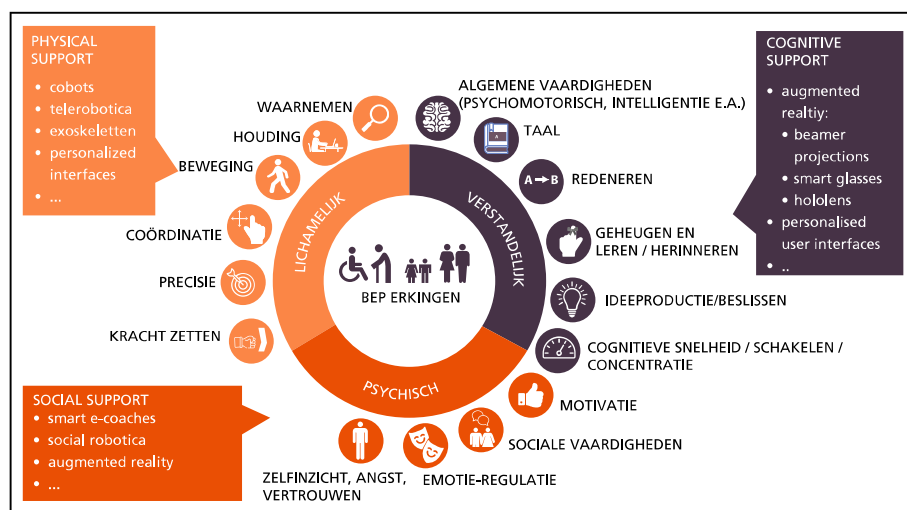 PHYSICAL
SUPPORT
• cobots
• telerobotica
• exoskeletten
• personalized
interfaces
• ...
WAARNEMEN
HOUDING
BEWEGING
COÖRDINATIE
PRECISIE
KRACHT ZETTEN
ALGEMENE VAARDIGHEDEN
(PSYCHOMOTORISCH, INTELLIGENTIE E.A.)
TAAL
A→B
REDENEREN
GEHEUGEN EN
LEREN / HERINNEREN
IDEEPRODUCTIE/BESLISSEN
COGNITIEVE SNELHEID / SCHAKELEN /
CONCENTRATIE
COGNITIVE
SUPPORT
• augmented
realtiy:
• beamer
projections
• smart glasses
• hololens
• personalised
user interfaces
• ..
LICHAMELIJK
VERSTANDELIJK
PSYCHISCH
BEP ERKINGEN
MOTIVATIE
SOCIALE VAARDIGHEDEN
EMOTIE-REGULATIE
ZELFINZICHT, ANGST,
VERTROUWEN
SOCIAL SUPPORT
• smart e-coaches
• social robotica
• augmented reality
• ...